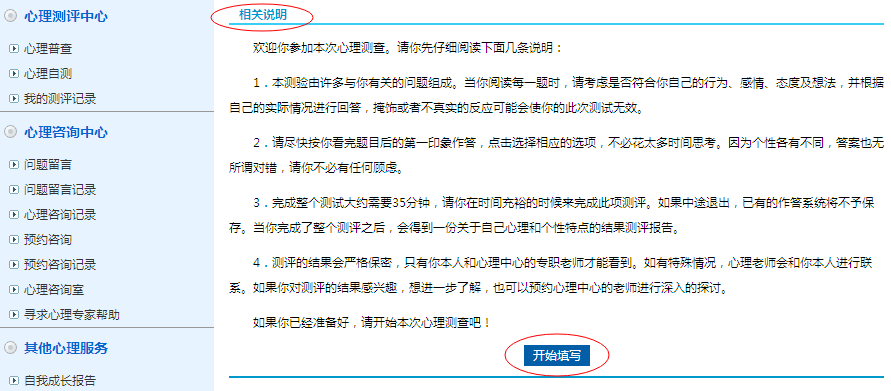 心理测评中心
心理普查
心理自测
我的测评记录
心理咨询中心
问题留言
问题留言记录
心理咨询记录
预约咨询
预约咨询记录
心理咨询室
寻求心理专家帮助
其他心理服务
自我成长报告
相关说明
欢迎你参加本次心理测查。请你先仔细阅读下面几条说明：
1．本测验由许多与你有关的问题组成。当你阅读每一题时，请考虑是否符合你自己的行为、感情、态度及想法，并根据
自己的实际情况进行回答，掩饰或者不真实的反应可能会使你的此次测试无效。
2．请尽快按你看完题目后的第一印象作答，点击选择相应的选项，不必花太多时间思考。因为个性各有不同，答案也无
所谓对错，请你不必有任何顾虑。
3．完成整个测试大约需要35分钟，请你在时间充裕的时候来完成此项测评。如果中途退出，已有的作答系统将不予保
存。当你完成了整个测评之后，会得到一份关于自己心理和个性特点的结果测评报告。
4．测评的结果会严格保密，只有你本人和心理中心的专职老师才能看到。如有特殊情况，心理老师会和你本人进行联
系。如果你对测评的结果感兴趣，想进一步了解，也可以预约心理中心的老师进行深入的探讨。
如果你已经准备好，请开始本次心理测查吧！
开始填写